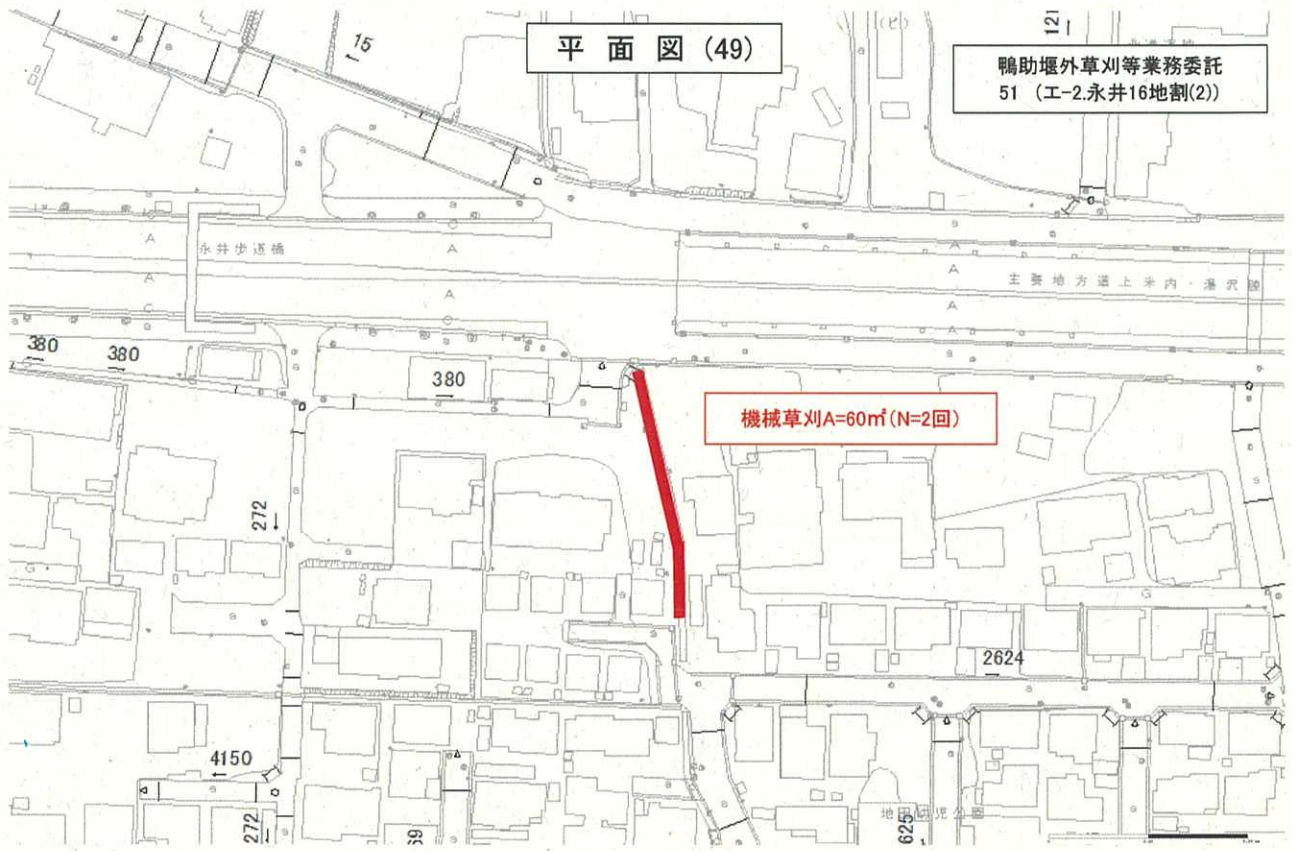 平面図(49)
鴨助堰外草刈等業務委託
51 (エ-2.永井16地割(2))
15
121
(ビ)
永井歩道橋
主要地方道上米内・湯沢線
A
A
C
A
A
A
A
380
380
380
機械草刈A=60㎡(N=2回)
272
G
G
2624
4150
272
69
625